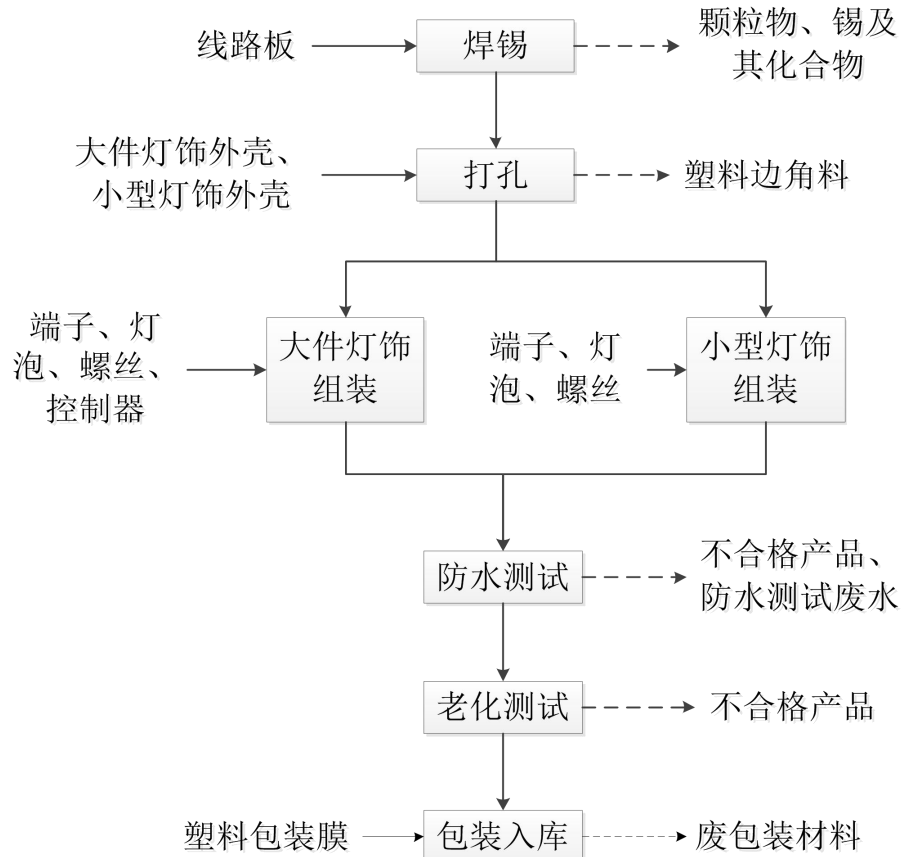 线路板
焊锡
颗粒物、锡及
其化合物
大件灯饰外壳、
小型灯饰外壳
打孔
塑料边角料
端子、灯
泡、螺丝、
控制器
大件灯饰
组装
端子、灯
泡、螺丝
小型灯饰
组装
防水测试
不合格产品、
防水测试废水
老化测试
不合格产品
塑料包装膜
包装入库
废包装材料